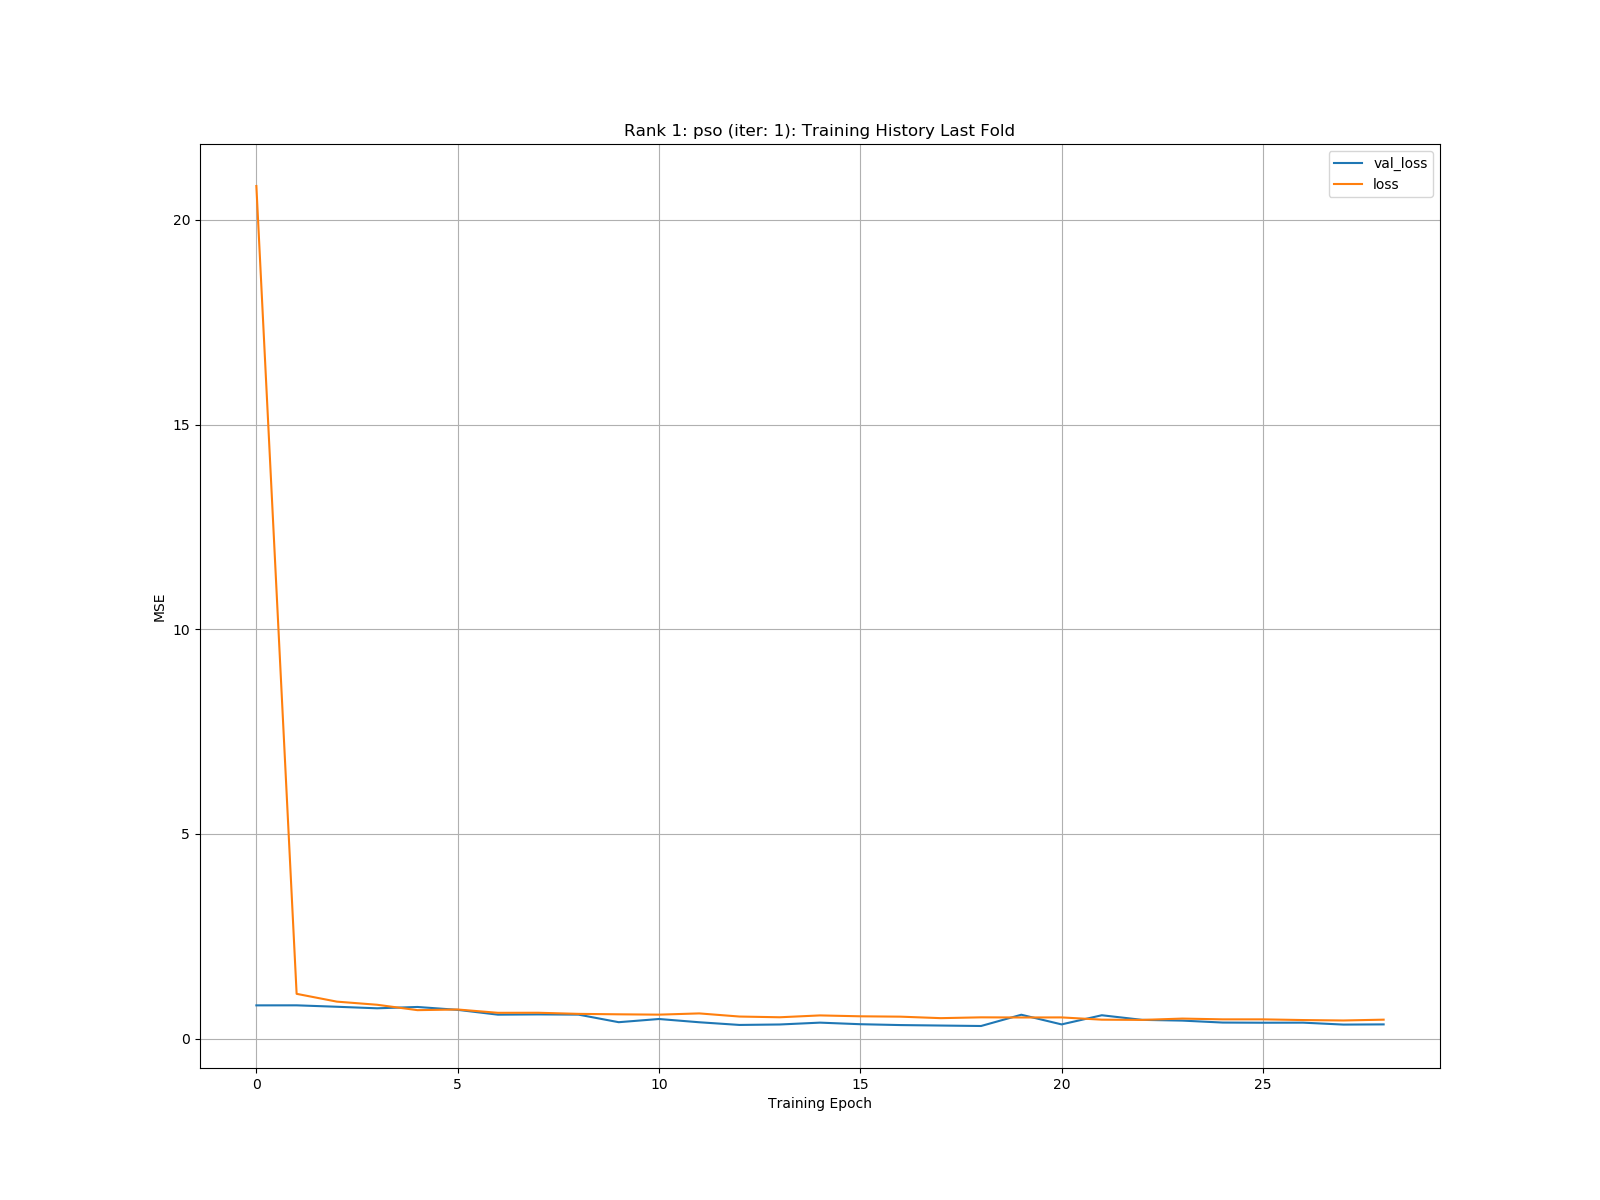 Rank 1: pso (iter: 1): Training History Last Fold
val_loss
loss
MSE
20
15
10
5
0
0 5 10 15 20 25
Training Epoch